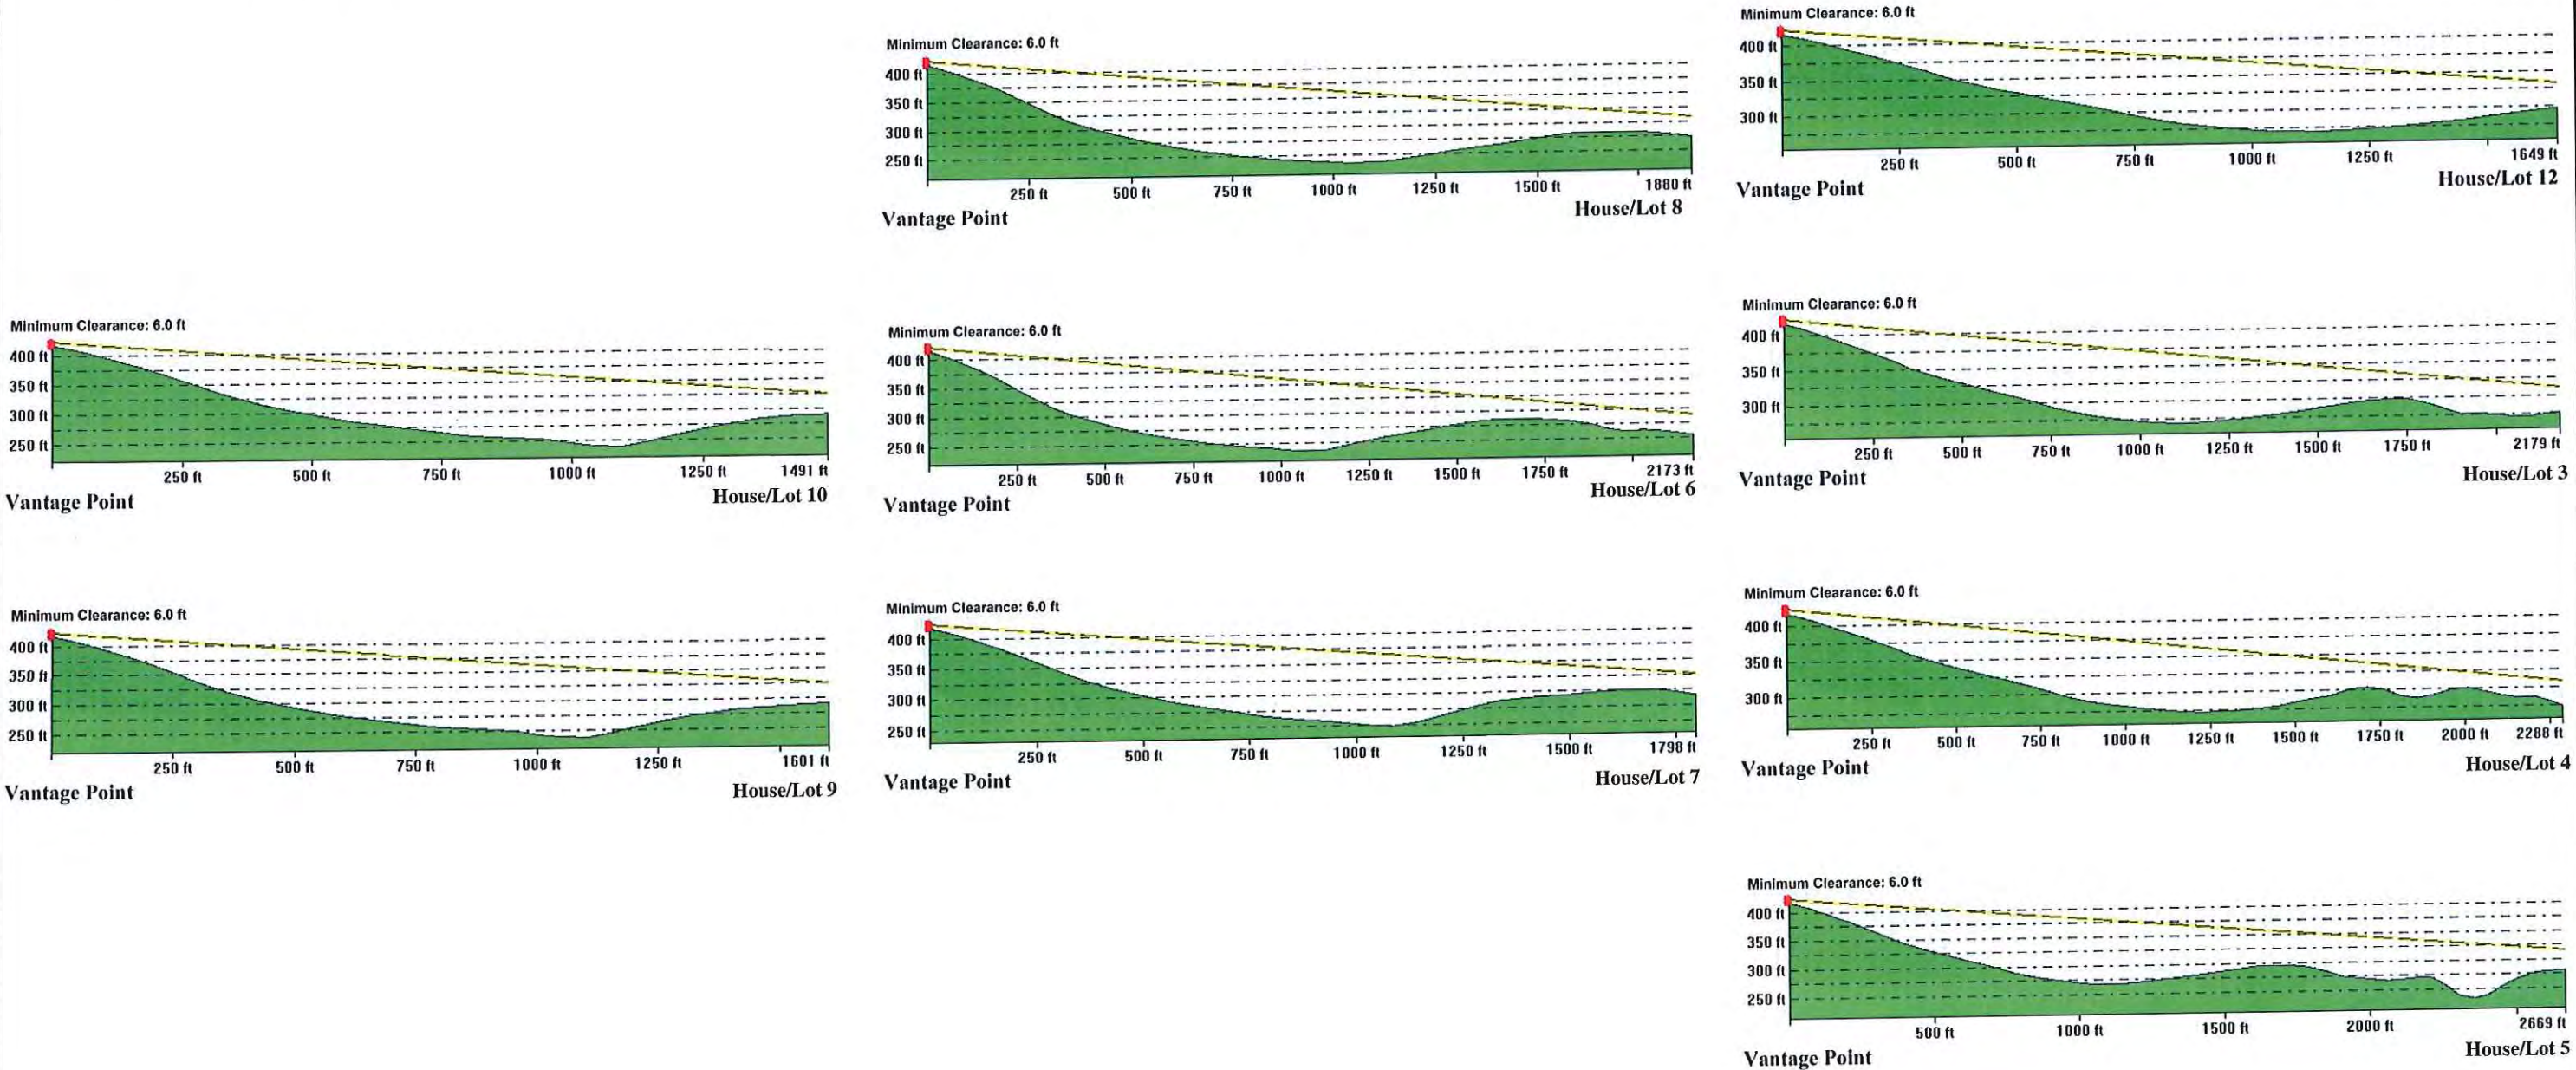 Minimum Clearance: 6.0 ft
400 ft
350 ft
300 ft
250 ft
250 ft 500 ft 750 ft 1000 ft 1250 ft 1491 ft
Vantage Point House/Lot 10
Minimum Clearance: 6.0 ft
400 ft
350 ft
300 ft
250 ft
250 ft 500 ft 750 ft 1000 ft 1250 ft 1601 ft
Vantage Point House/Lot 9
Minimum Clearance: 6.0 ft
400 ft
350 ft
300 ft
250 ft
250 ft 500 ft 750 ft 1000 ft 1250 ft 1500 ft 1880 ft
Vantage Point House/Lot 8
Minimum Clearance: 6.0 ft
400 ft
350 ft
300 ft
250 ft
250 ft 500 ft 750 ft 1000 ft 1250 ft 1500 ft 1750 ft 2173 ft
Vantage Point House/Lot 6
Minimum Clearance: 6.0 ft
400 ft
350 ft
300 ft
250 ft
250 ft 500 ft 750 ft 1000 ft 1250 ft 1500 ft 1798 ft
Vantage Point House/Lot 7
Minimum Clearance: 6.0 ft
400 ft
350 ft
300 ft
250 ft 500 ft 750 ft 1000 ft 1250 ft 1649 ft
Vantage Point House/Lot 12
Minimum Clearance: 6.0 ft
400 ft
350 ft
300 ft
250 ft 500 ft 750 ft 1000 ft 1250 ft 1500 ft 1750 ft 2179 ft
Vantage Point House/Lot 3
Minimum Clearance: 6.0 ft
400 ft
350 ft
300 ft
250 ft 500 ft 750 ft 1000 ft 1250 ft 1500 ft 1750 ft 2000 ft 2288 ft
Vantage Point House/Lot 4
Minimum Clearance: 6.0 ft
400 ft
350 ft
300 ft
250 ft
500 ft 1000 ft 1500 ft 2000 ft 2669 ft
Vantage Point House/Lot 5